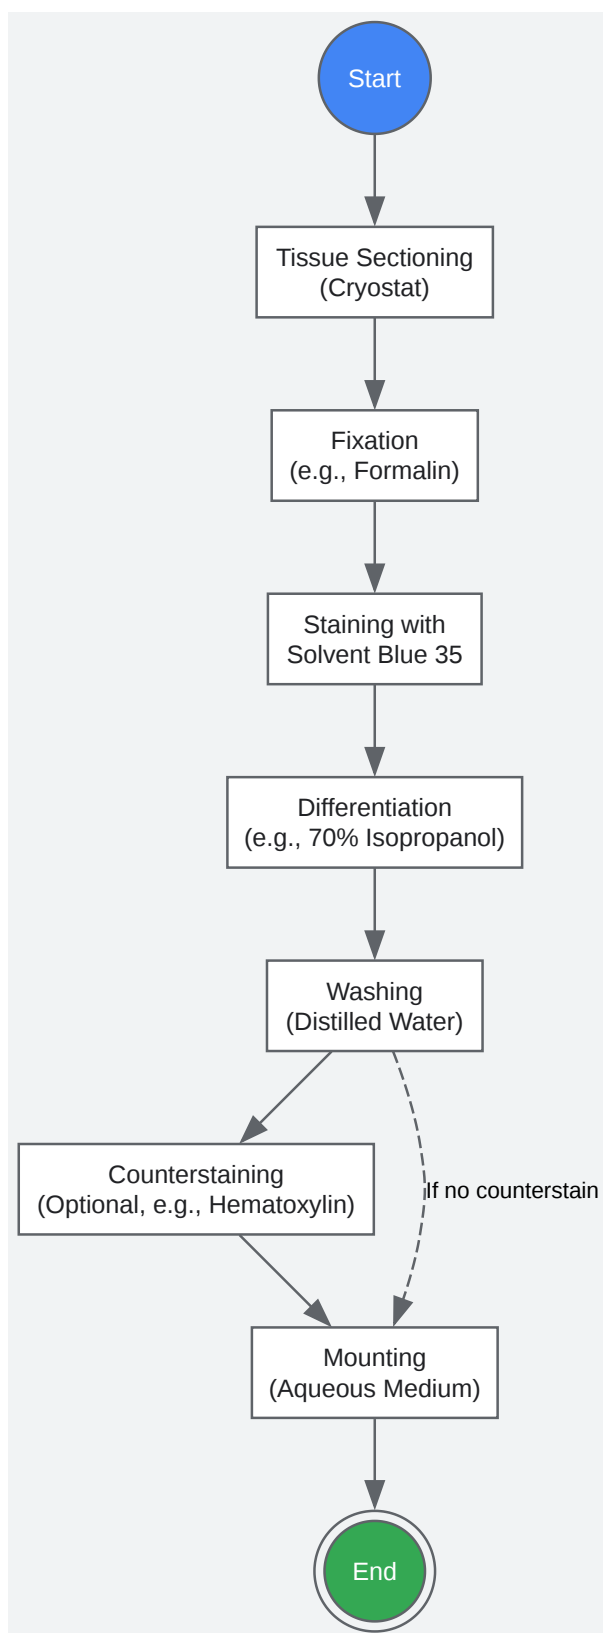 Start
Tissue Sectioning
(Cryostat)
Fixation
(e.g., Formalin)
Staining with
Solvent Blue 35
Differentiation
(e.g., 70% Isopropanol)
Washing
(Distilled Water)
Counterstaining
(Optional, e.g., Hematoxylin)
If no counterstain
Mounting
(Aqueous Medium)
End